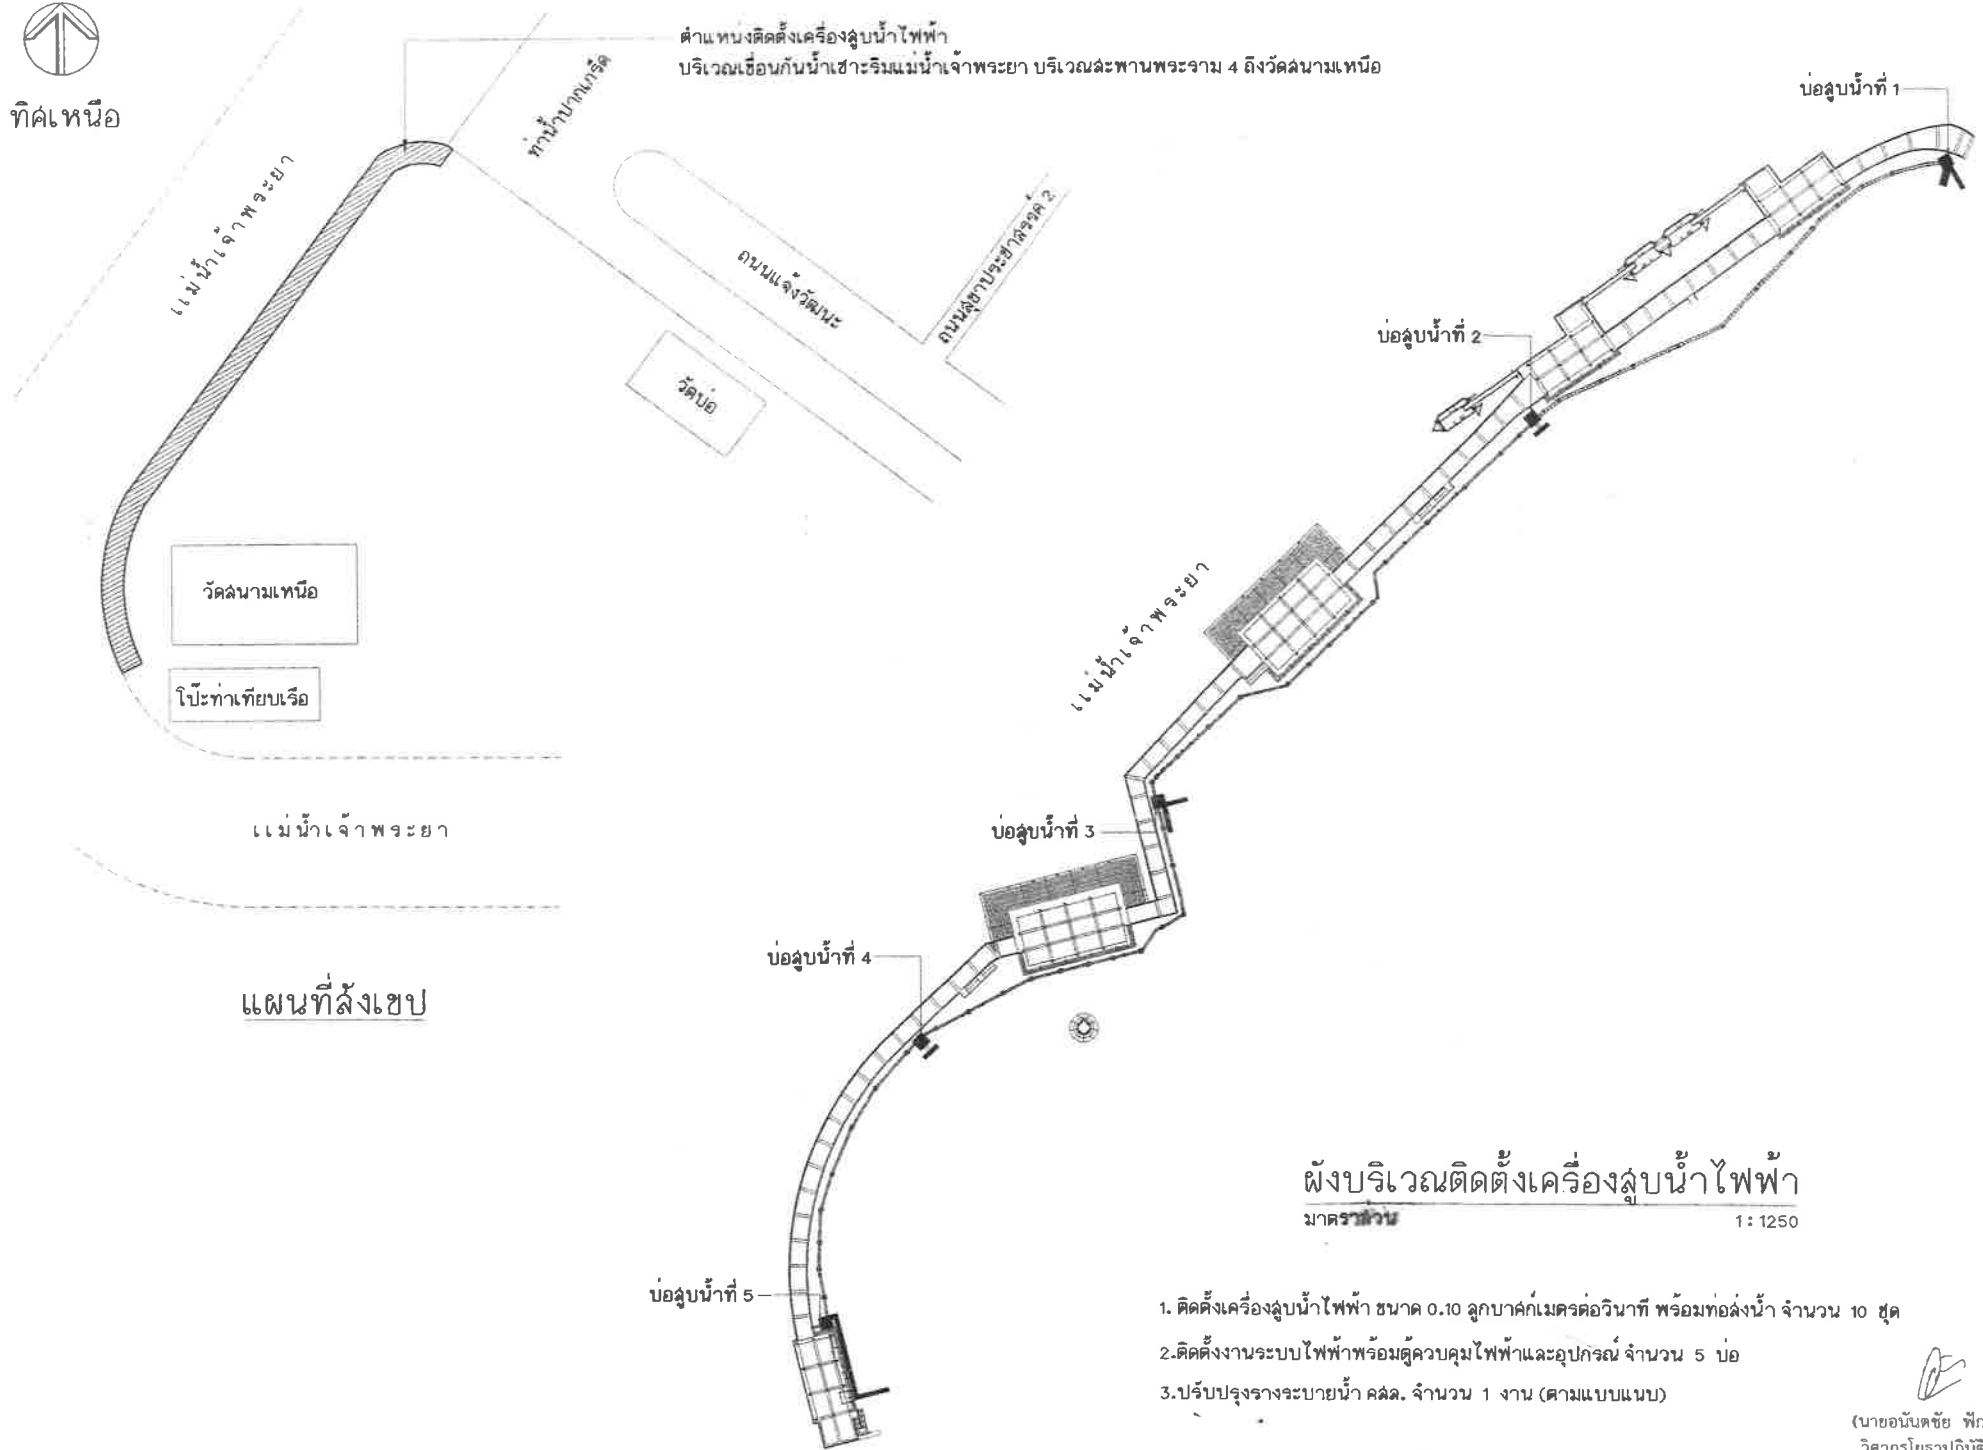 ทิศเหนือ
ตำแหน่งติดตั้งเครื่องสูบน้ำไฟฟ้า
บริเวณเขื่อนกันน้ำเซาะริมแม่น้ำเจ้าพระยา บริเวณสะพานพระราม 4 ถึงวัดสนามเหนือ
ท่าน้ำปากเกร็ด
แม่น้ำเจ้าพระยา
ถนนแจ้งวัฒนะ
ถนนสุขาประชาสรรค์ 2
วัดบ่อ
วัดสนามเหนือ
โป๊ะท่าเทียบเรือ
แม่น้ำเจ้าพระยา
แผนที่สังเขป
บ่อสูบน้ำที่ 1
บ่อสูบน้ำที่ 2
แม่น้ำเจ้าพระยา
บ่อสูบน้ำที่ 3
บ่อสูบน้ำที่ 4
บ่อสูบน้ำที่ 5
ผังบริเวณติดตั้งเครื่องสูบน้ำไฟฟ้า
มาตราส่วน 1: 1250
1. ติดตั้งเครื่องสูบน้ำไฟฟ้า ขนาด 0.10 ลูกบาศก์เมตรต่อวินาที พร้อมท่อส่งน้ำ จำนวน 10 ชุด
2.ติดตั้งงานระบบไฟฟ้าพร้อมตู้ควบคุมไฟฟ้าและอุปกรณ์ จำนวน 5 บ่อ
3.ปรับปรุงรางระบายน้ำ คสล. จำนวน 1 งาน (ตามแบบแนบ)
(นายอนันตชัย